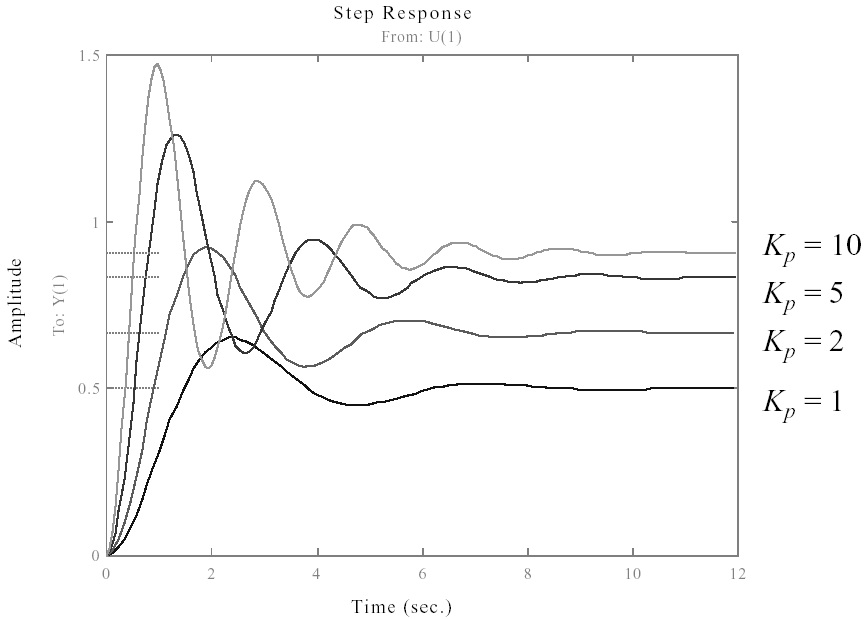 Step Response
From: U(1)
1.5
1
0.5
0
Amplitude
To: Y(1)
0 2 4 6 8 10 12
Time (sec.)
Kp = 10
Kp = 5
Kp = 2
Kp = 1